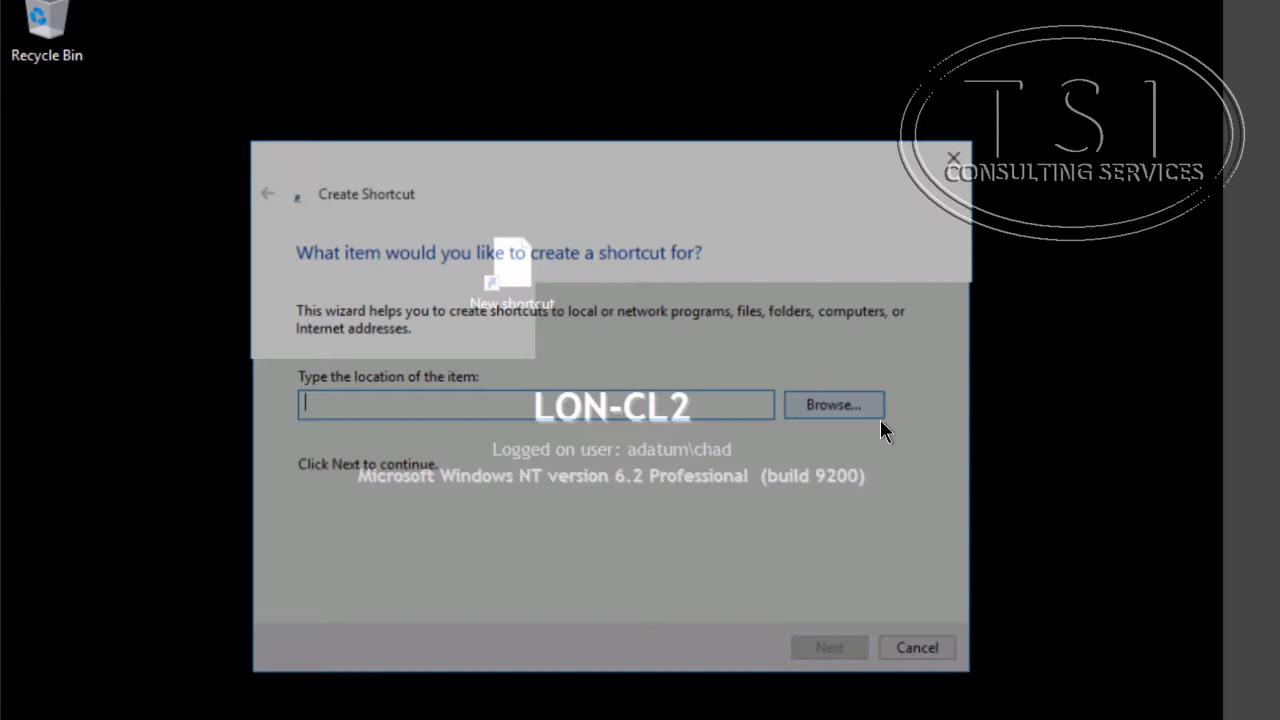 Recycle Bin
T S I
CONSULTING SERVICES
Create Shortcut
What item would you like to create a shortcut for?
New shortcut
This wizard helps you to create shortcuts to local or network programs, files, folders, computers, or
Internet addresses.
Type the location of the item:
Browse...
LON-CL2
Logged on user: adatum\chad
Click Next to continue.
Microsoft Windows NT version 6.2 Professional (build 9200)
Next
Cancel